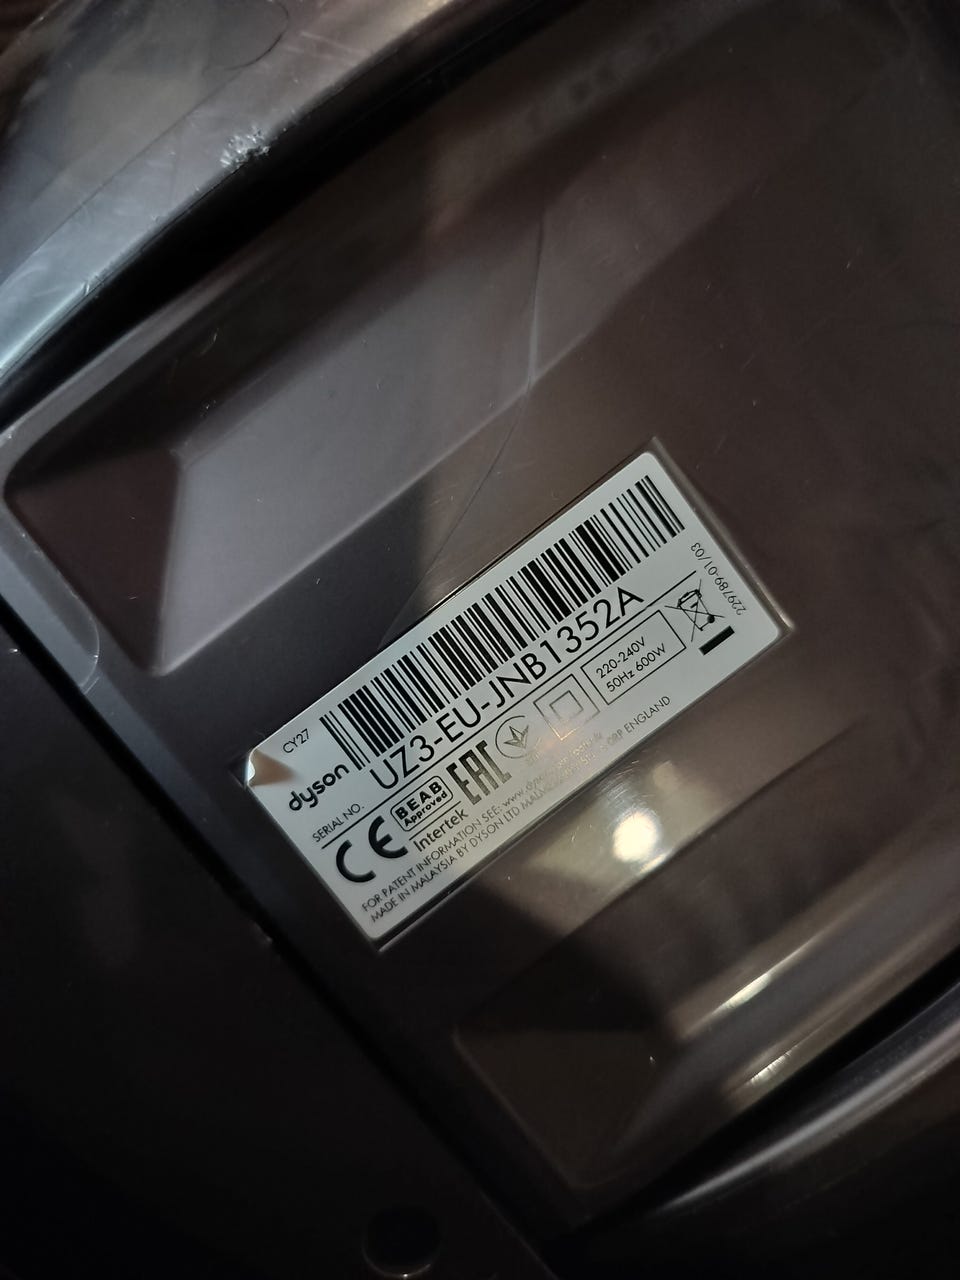 CY27
dyson
SERIAL NO. UZ3-EU-JNB1352A
CE BEAB Approved Intertek EAC
220-240V
50Hz 600W
229789-01/03
FOR PATENT INFORMATION SEE: www.
MADE IN MALAYSIA BY DYSON LTD ENGLAND